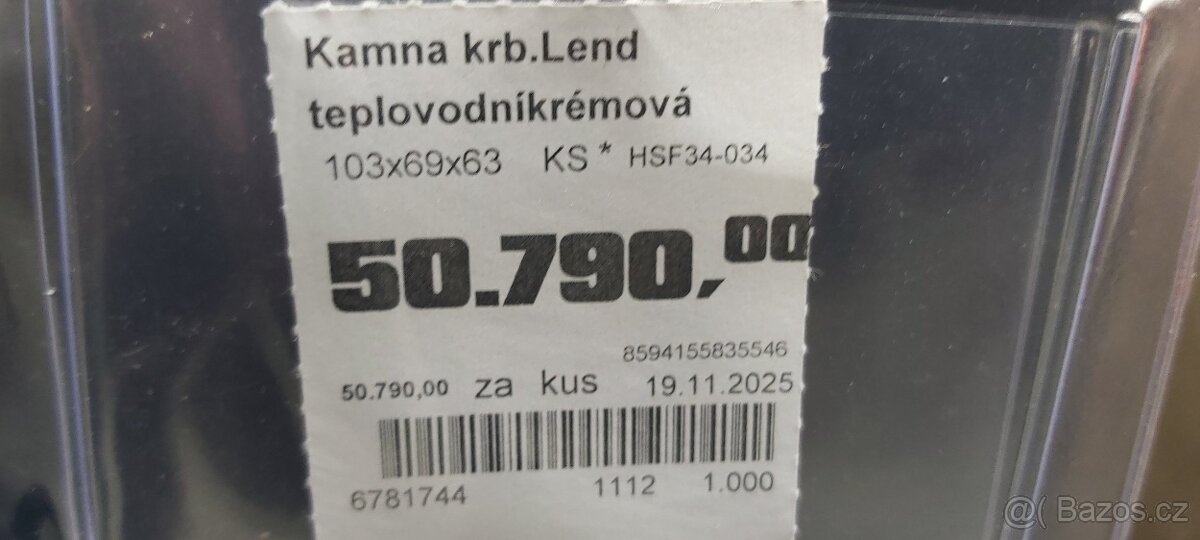 Kamna krb.Lend
teplovodníkrémová
103x69x63 KS * HSF34-034
50.790,00
8594155835546
50.790,00 za kus 19.11.2025
6781744 1112 1.000
@( Bazos.cz